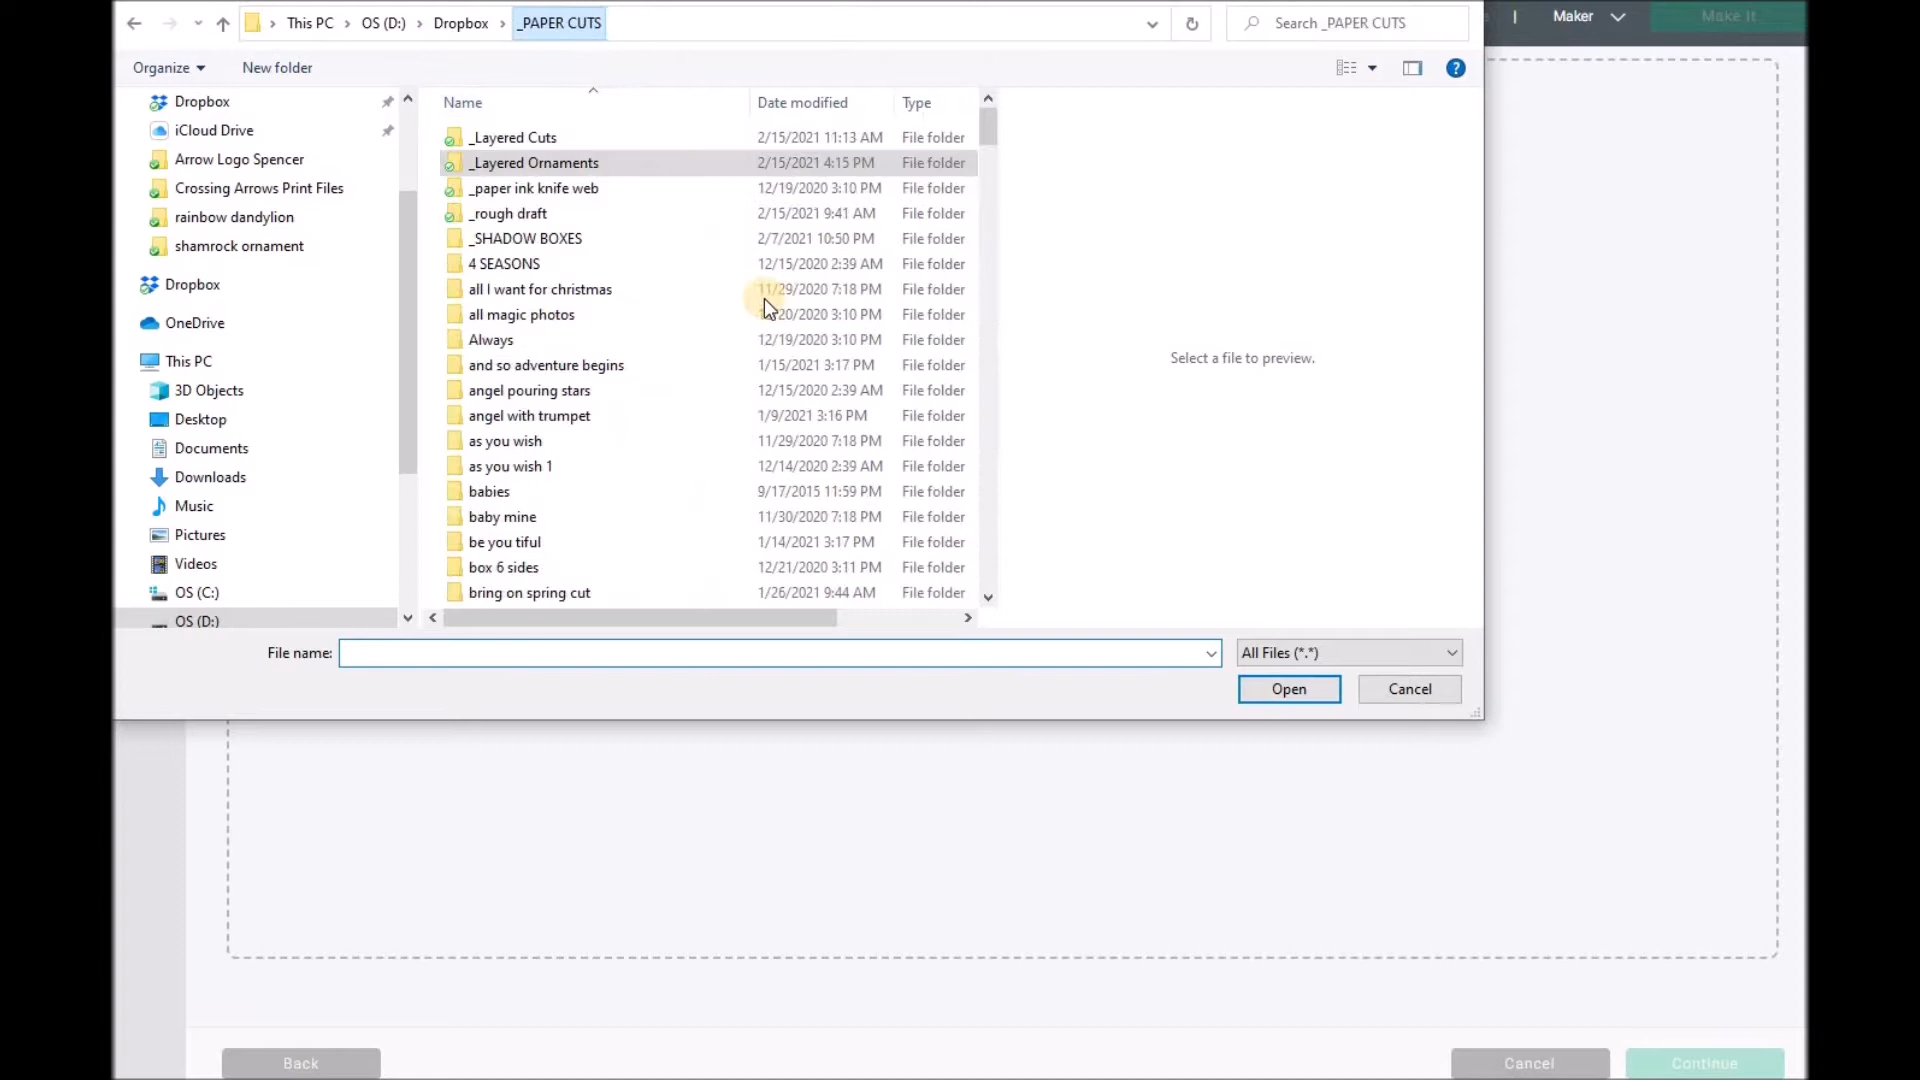 This PC > OS (D:) > Dropbox > _PAPER CUTS
Search _PAPER CUTS
Maker
Make It
Organize
New folder
Name
Date modified
Type
Dropbox
iCloud Drive
Arrow Logo Spencer
Crossing Arrows Print Files
rainbow dandylion
shamrock ornament
Dropbox
OneDrive
This PC
3D Objects
Desktop
Documents
Downloads
Music
Pictures
Videos
OS (C:)
OS (D:)
_Layered Cuts 2/15/2021 11:13 AM File folder
_Layered Ornaments 2/15/2021 4:15 PM File folder
_paper ink knife web 12/19/2020 3:10 PM File folder
_rough draft 2/15/2021 9:41 AM File folder
_SHADOW BOXES 2/7/2021 10:50 PM File folder
4 SEASONS 12/15/2020 2:39 AM File folder
all I want for christmas 11/29/2020 7:18 PM File folder
all magic photos 20/2020 3:10 PM File folder
Always 12/19/2020 3:10 PM File folder
and so adventure begins 1/15/2021 3:17 PM File folder
angel pouring stars 12/15/2020 2:39 AM File folder
angel with trumpet 1/9/2021 3:16 PM File folder
as you wish 11/29/2020 7:18 PM File folder
as you wish 1 12/14/2020 2:39 AM File folder
babies 9/17/2015 11:59 PM File folder
baby mine 11/30/2020 7:18 PM File folder
be you tiful 1/14/2021 3:17 PM File folder
box 6 sides 12/21/2020 3:11 PM File folder
bring on spring cut 1/26/2021 9:44 AM File folder
Select a file to preview.
File name:
All Files (*.*)
Open
Cancel
Back
Cancel
Continue